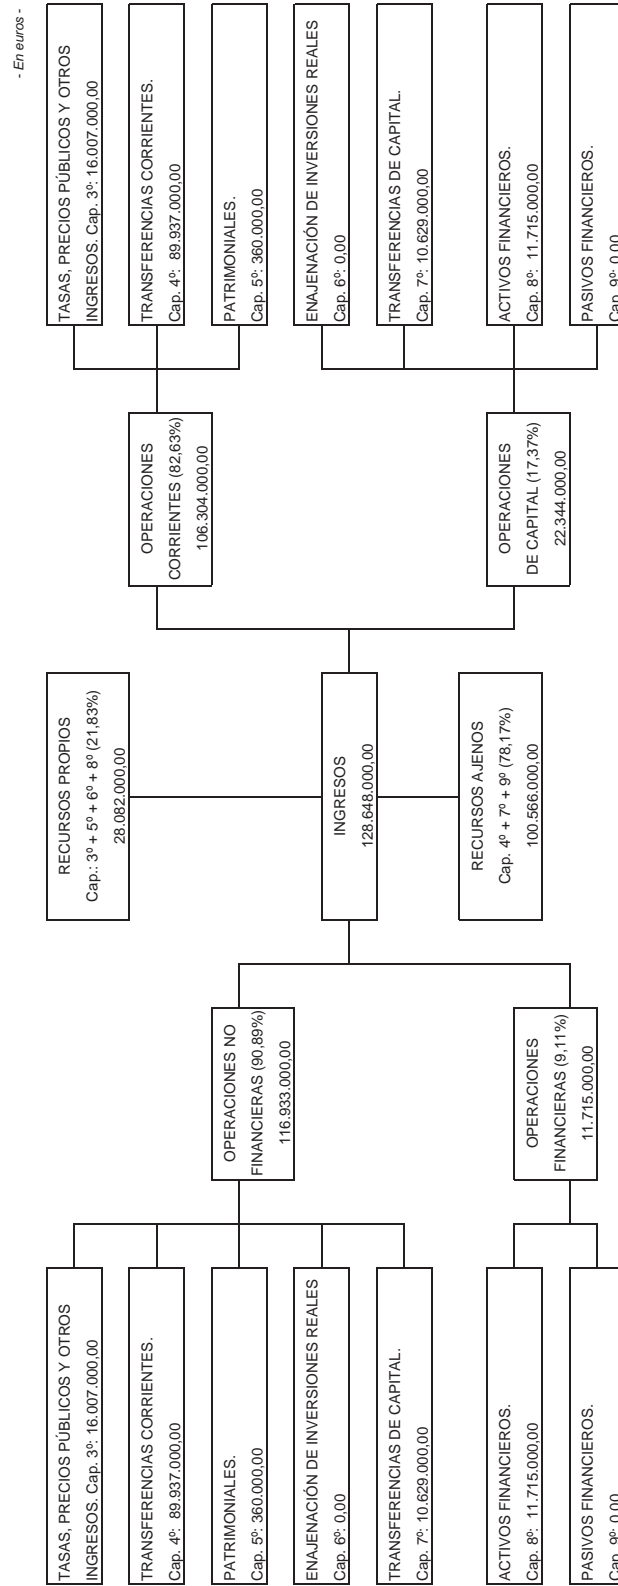 - En euros -
TASAS, PRECIOS PÚBLICOS Y OTROS
INGRESOS. Cap. 3º: 16.007.000,00
TRANSFERENCIAS CORRIENTES.
Cap. 4º: 89.937.000,00
PATRIMONIALES.
Cap. 5º: 360.000,00
ENAJENACIÓN DE INVERSIONES REALES
Cap. 6º: 0,00
TRANSFERENCIAS DE CAPITAL.
Cap. 7º: 10.629.000,00
ACTIVOS FINANCIEROS.
Cap. 8º: 11.715.000,00
PASIVOS FINANCIEROS.
Cap. 9º: 0,00
OPERACIONES NO
FINANCIERAS (90,89%)
116.933.000,00
OPERACIONES
FINANCIERAS (9,11%)
11.715.000,00
RECURSOS PROPIOS
Cap.: 3º + 5º + 6º + 8º (21,83%)
28.082.000,00
INGRESOS
128.648.000,00
RECURSOS AJENOS
Cap. 4º + 7º + 9º (78,17%)
100.566.000,00
OPERACIONES
CORRIENTES (82,63%)
106.304.000,00
OPERACIONES
DE CAPITAL (17,37%)
22.344.000,00
TASAS, PRECIOS PÚBLICOS Y OTROS
INGRESOS. Cap. 3º: 16.007.000,00
TRANSFERENCIAS CORRIENTES.
Cap. 4º: 89.937.000,00
PATRIMONIALES.
Cap. 5º: 360.000,00
ENAJENACIÓN DE INVERSIONES REALES
Cap. 6º: 0,00
TRANSFERENCIAS DE CAPITAL.
Cap. 7º: 10.629.000,00
ACTIVOS FINANCIEROS.
Cap. 8º: 11.715.000,00
PASIVOS FINANCIEROS.
Cap. 9º: 0,00